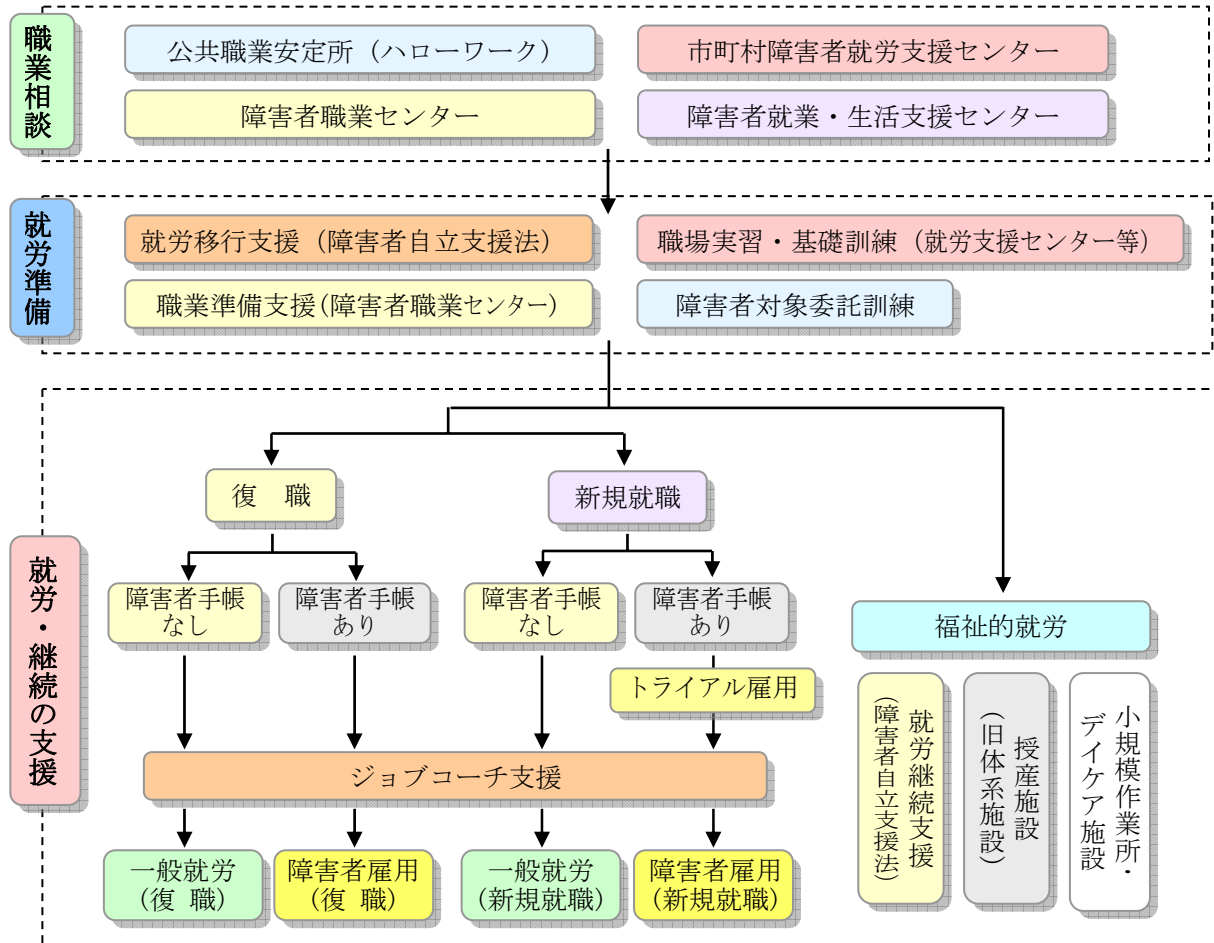 職業相談
公共職業安定所（ハローワーク）
市町村障害者就労支援センター
障害者職業センター
障害者就業・生活支援センター
就労準備
就労移行支援（障害者自立支援法）
職場実習・基礎訓練（就労支援センター等）
職業準備支援(障害者職業センター)
障害者対象委託訓練
就労・継続の支援
復　職
新規就職
障害者手帳
なし
障害者手帳
あり
障害者手帳
なし
障害者手帳
あり
トライアル雇用
ジョブコーチ支援
一般就労
(復 職)
障害者雇用
(復 職)
一般就労
(新規就職)
障害者雇用
(新規就職)
福祉的就労
就労継続支援
(障害者自立支援法)
授産施設
(旧体系施設)
小規模作業所・
デイケア施設